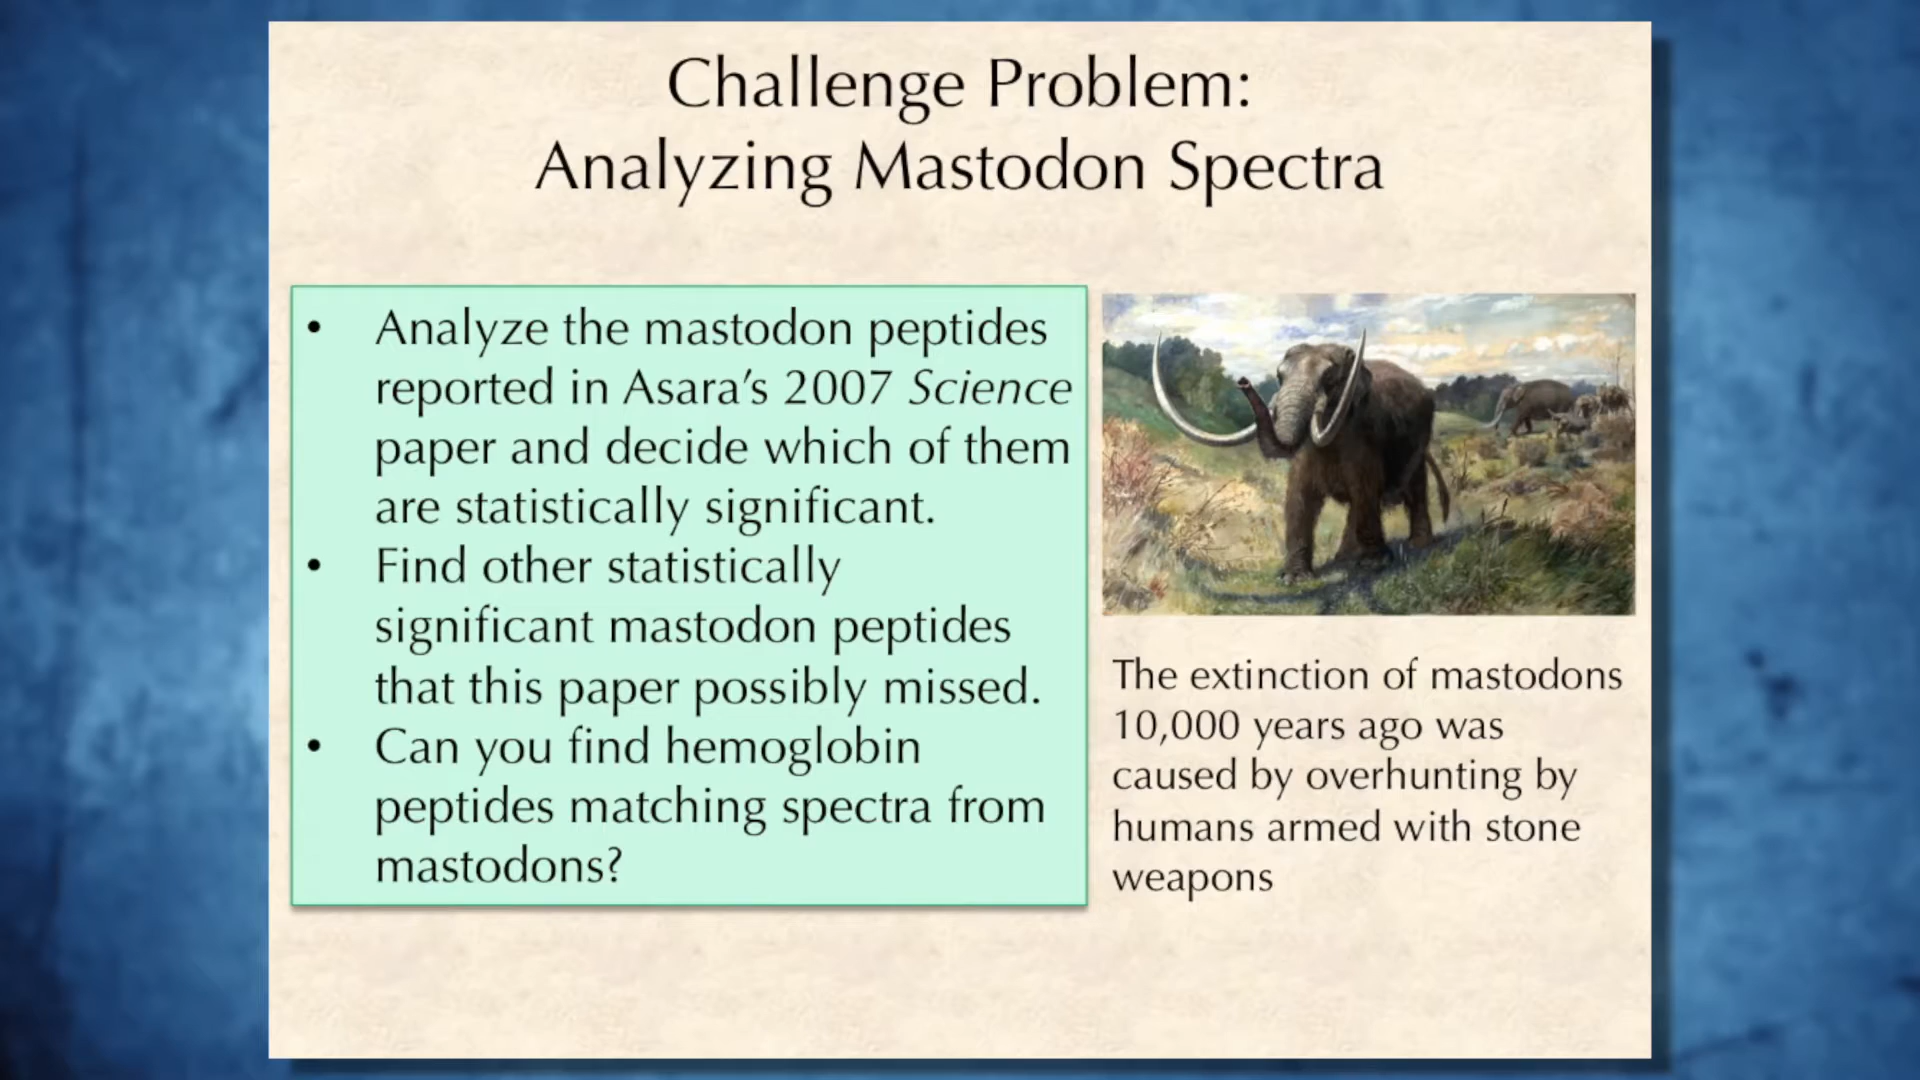 Challenge Problem:
Analyzing Mastodon Spectra
• Analyze the mastodon peptides
reported in Asara's 2007 Science
paper and decide which of them
are statistically significant.
• Find other statistically
significant mastodon peptides
that this paper possibly missed.
• Can you find hemoglobin
peptides matching spectra from
mastodons?
The extinction of mastodons
10,000 years ago was
caused by overhunting by
humans armed with stone
weapons